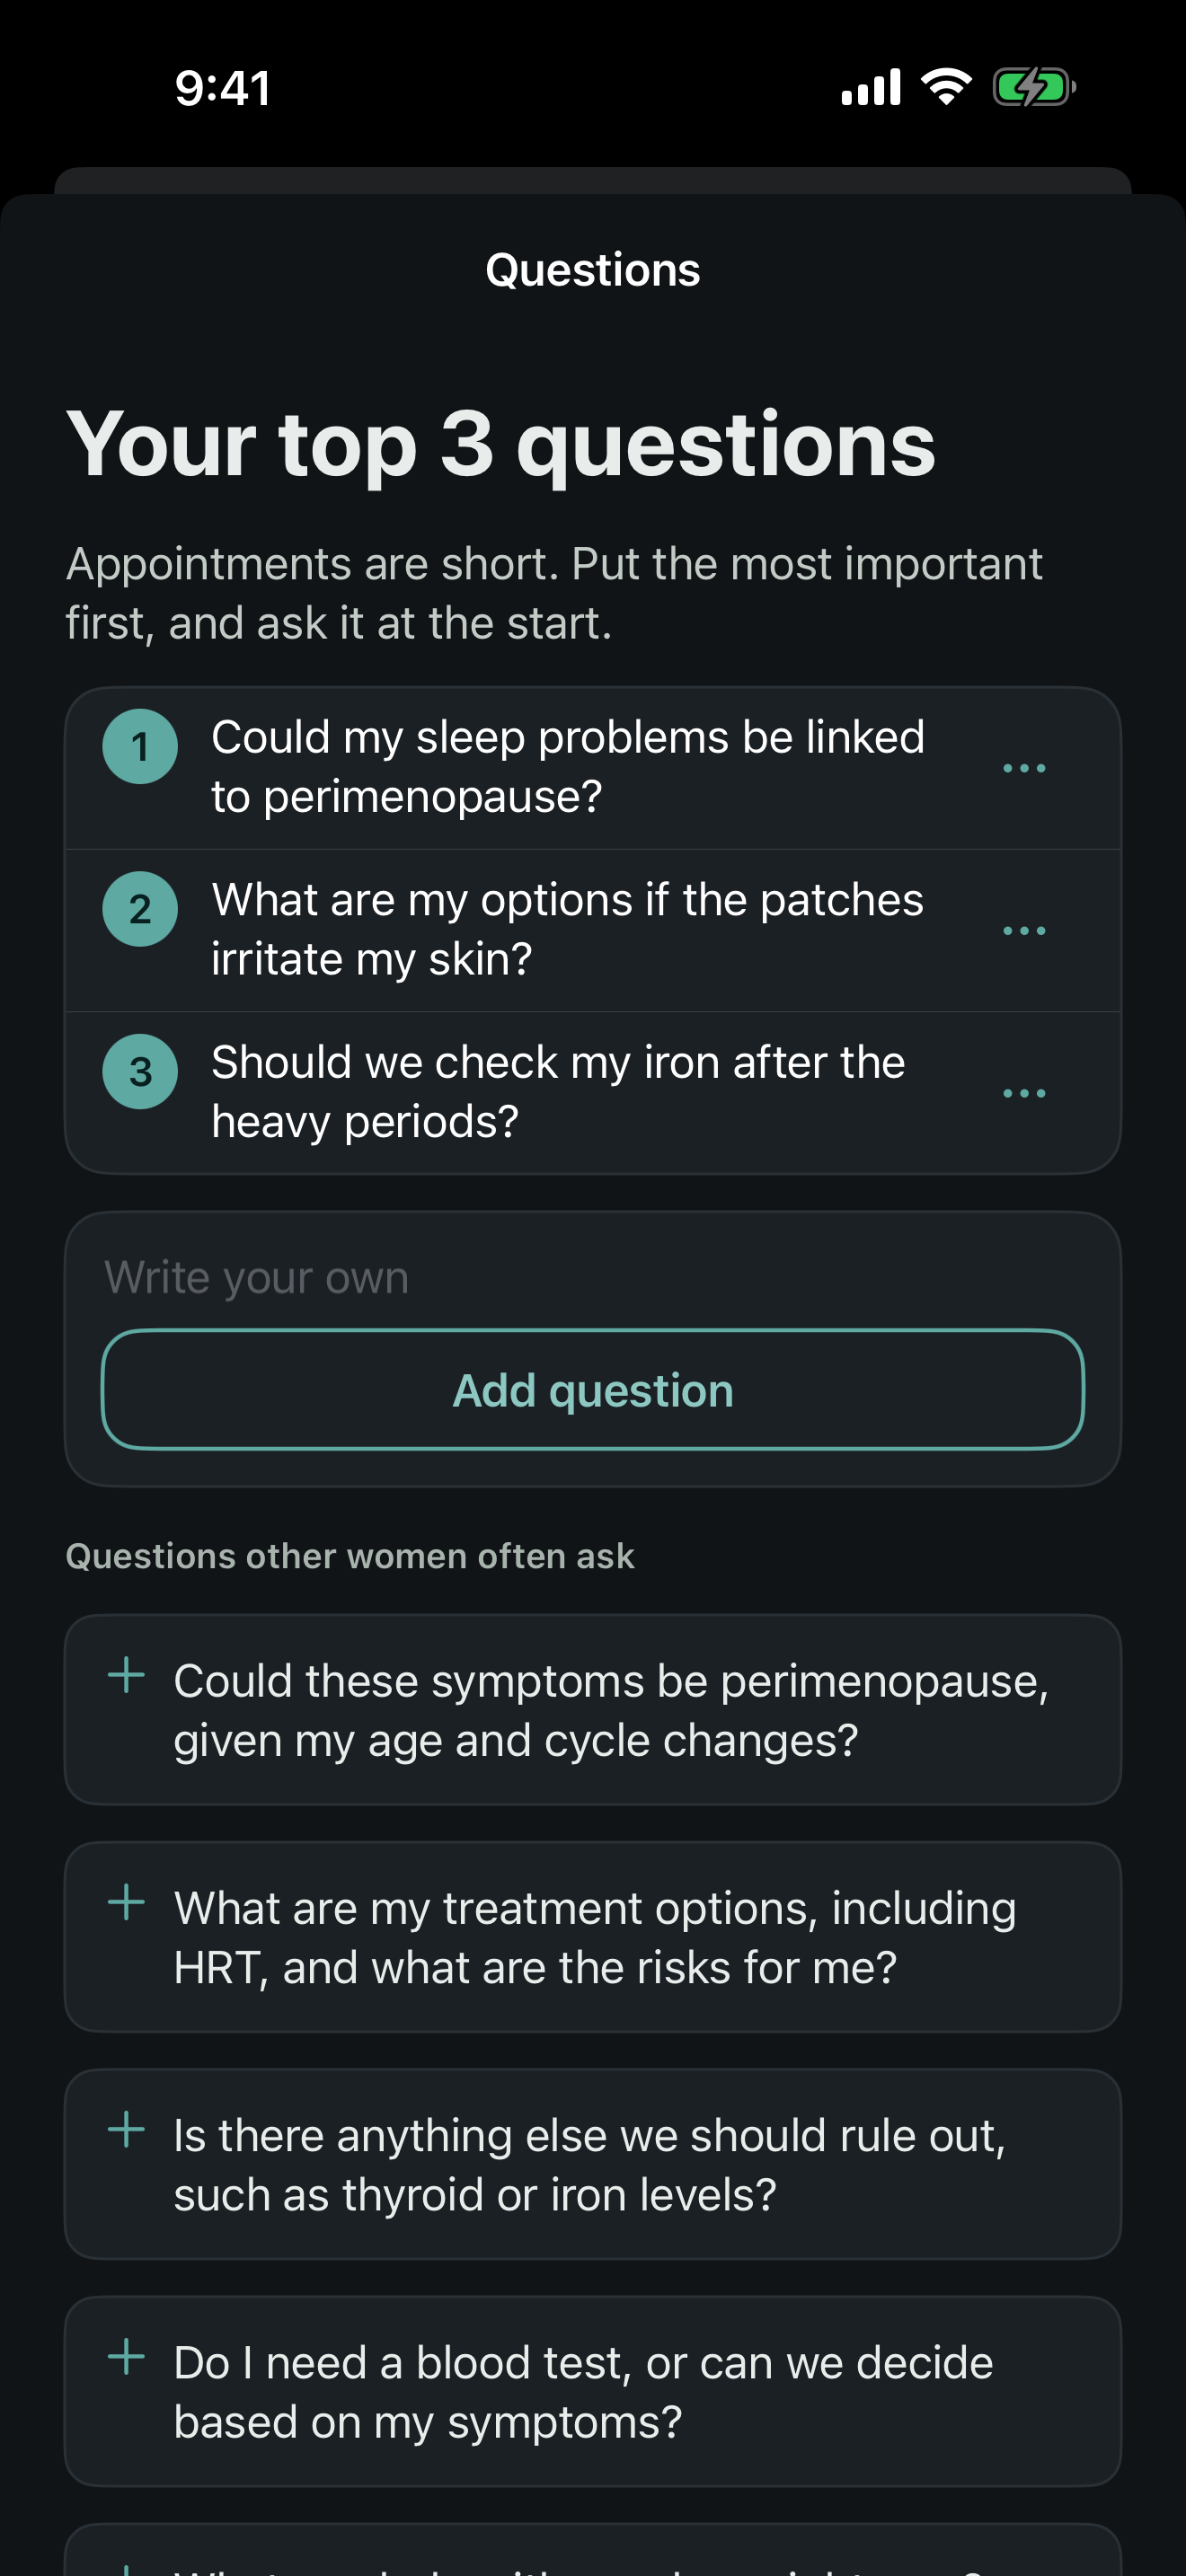 9:41
Questions
Your top 3 questions
Appointments are short. Put the most important
first, and ask it at the start.
1
Could my sleep problems be linked
to perimenopause?
2
What are my options if the patches
irritate my skin?
3
Should we check my iron after the
heavy periods?
Write your own
Add question
Questions other women often ask
Could these symptoms be perimenopause,
given my age and cycle changes?
What are my treatment options, including
HRT, and what are the risks for me?
Is there anything else we should rule out,
such as thyroid or iron levels?
Do I need a blood test, or can we decide
based on my symptoms?